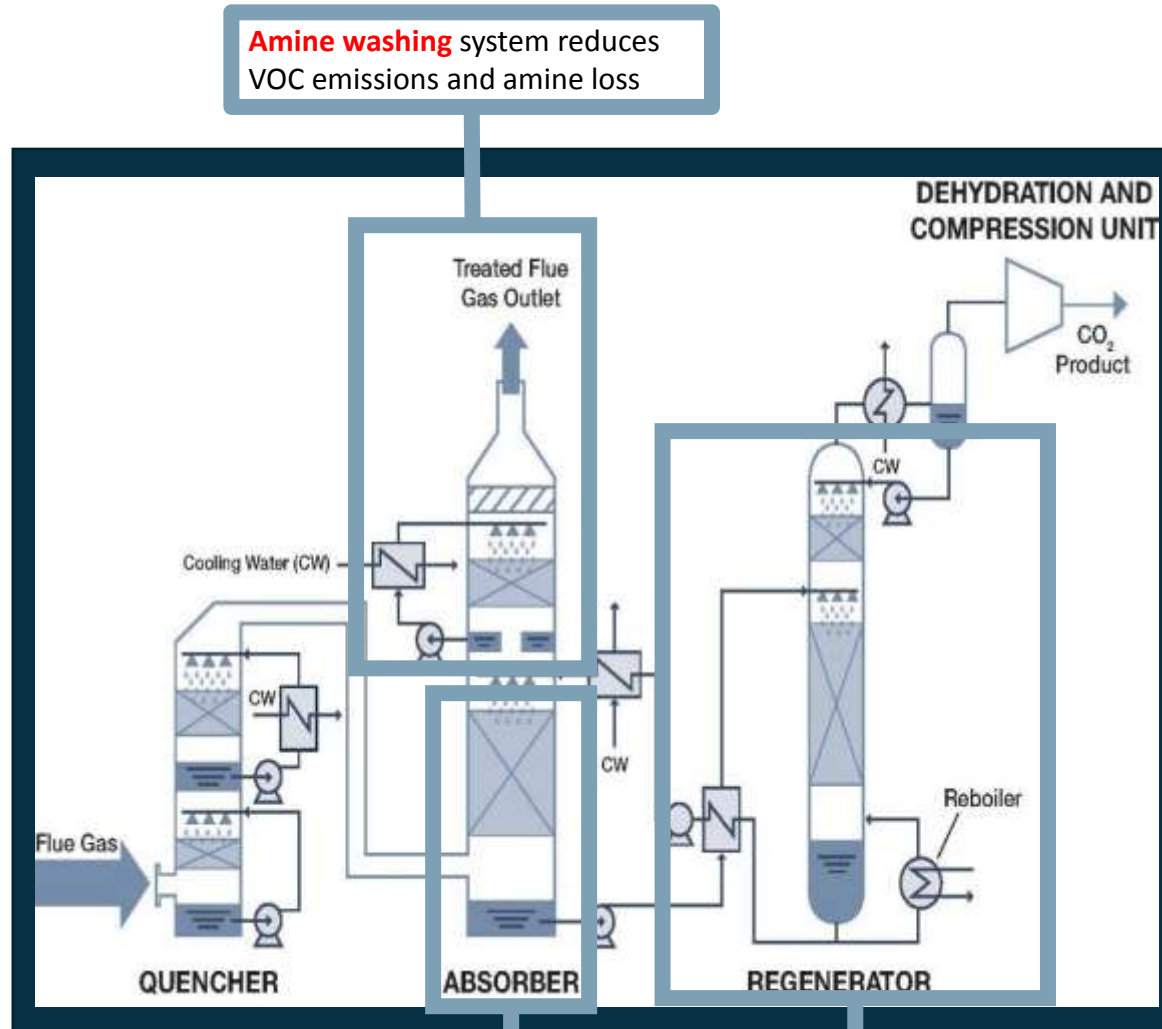 Amine washing system reduces
VOC emissions and amine loss
DEHYDRATION AND
COMPRESSION UNIT
Treated Flue
Gas Outlet
CO2
Product
CW
Cooling Water (CW)
CW
CW
Reboiler
Flue Gas
QUENCHER
ABSORBER
REGENERATOR